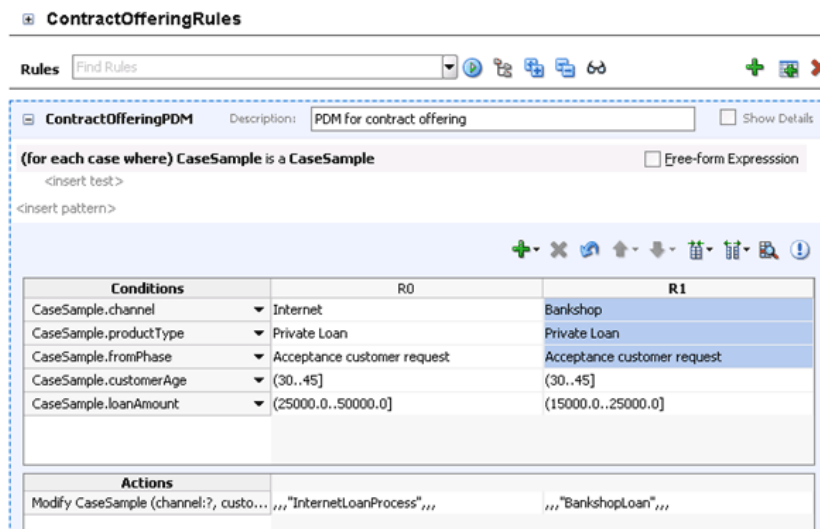 ContractOfferingRules
Rules Find Rules
ContractOfferingPDM Description: PDM for contract offering Show Details
(for each case where) CaseSample is a CaseSample Free-form Expresssion
<insert test>
<insert pattern>
Conditions R0 R1
CaseSample.channel Internet Bankshop
CaseSample.productType Private Loan Private Loan
CaseSample.fromPhase Acceptance customer request Acceptance customer request
CaseSample.customerAge (30..45] (30..45]
CaseSample.loanAmount (25000.0..50000.0] (15000.0..25000.0]
Actions
Modify CaseSample (channel:?, custo... ,,,"InternetLoanProcess",,, ,,,"BankshopLoan",,,